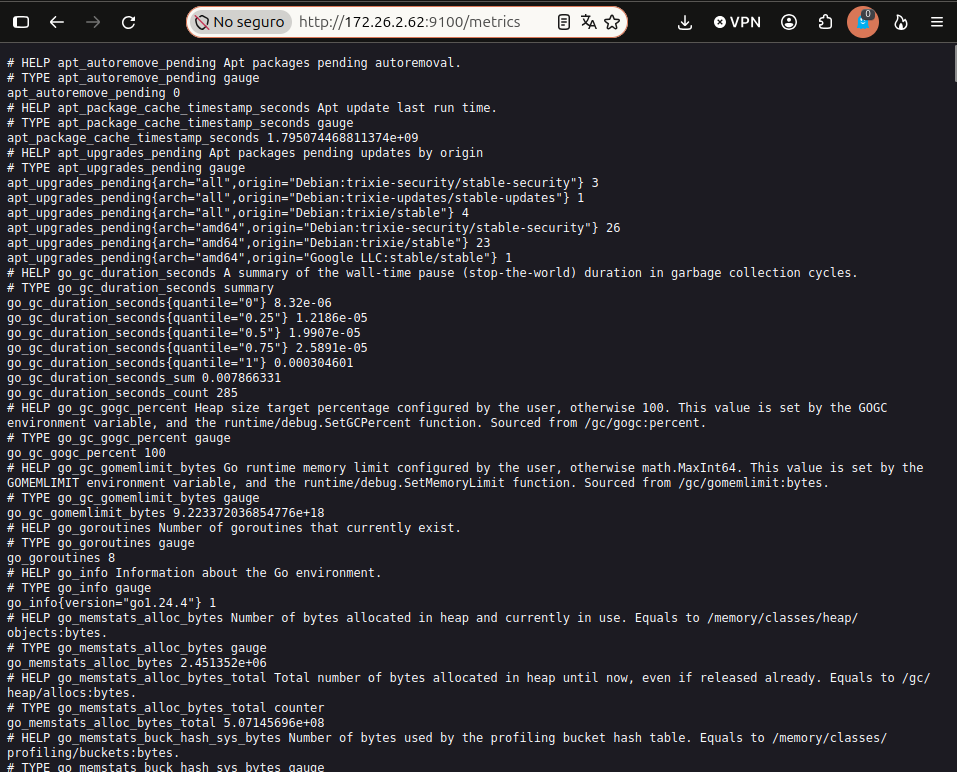 No seguro http://172.26.2.62:9100/metrics VPN 0
# HELP apt_autoremove_pending Apt packages pending autoremoval.
# TYPE apt_autoremove_pending gauge
apt_autoremove_pending 0
# HELP apt_package_cache_timestamp_seconds Apt update last run time.
# TYPE apt_package_cache_timestamp_seconds gauge
apt_package_cache_timestamp_seconds 1.795074468811374e+09
# HELP apt_upgrades_pending Apt packages pending updates by origin
# TYPE apt_upgrades_pending gauge
apt_upgrades_pending{arch="all",origin="Debian:trixie-security/stable-security"} 3
apt_upgrades_pending{arch="all",origin="Debian:trixie-updates/stable-updates"} 1
apt_upgrades_pending{arch="all",origin="Debian:trixie/stable"} 4
apt_upgrades_pending{arch="amd64",origin="Debian:trixie-security/stable-security"} 26
apt_upgrades_pending{arch="amd64",origin="Debian:trixie/stable"} 23
apt_upgrades_pending{arch="amd64",origin="Google LLC:stable/stable"} 1
# HELP go_gc_duration_seconds A summary of the wall-time pause (stop-the-world) duration in garbage collection cycles.
# TYPE go_gc_duration_seconds summary
go_gc_duration_seconds{quantile="0"} 8.32e-06
go_gc_duration_seconds{quantile="0.25"} 1.2186e-05
go_gc_duration_seconds{quantile="0.5"} 1.9907e-05
go_gc_duration_seconds{quantile="0.75"} 2.5891e-05
go_gc_duration_seconds{quantile="1"} 0.000304601
go_gc_duration_seconds_sum 0.007866331
go_gc_duration_seconds_count 285
# HELP go_gc_gogc_percent Heap size target percentage configured by the user, otherwise 100. This value is set by the GOGC
environment variable, and the runtime/debug.SetGCPercent function. Sourced from /gc/gogc:percent.
# TYPE go_gc_gogc_percent gauge
go_gc_gogc_percent 100
# HELP go_gc_gomemlimit_bytes Go runtime memory limit configured by the user, otherwise math.MaxInt64. This value is set by the
GOMEMLIMIT environment variable, and the runtime/debug.SetMemoryLimit function. Sourced from /gc/gomemlimit:bytes.
# TYPE go_gc_gomemlimit_bytes gauge
go_gc_gomemlimit_bytes 9.223372036854776e+18
# HELP go_goroutines Number of goroutines that currently exist.
# TYPE go_goroutines gauge
go_goroutines 8
# HELP go_info Information about the Go environment.
# TYPE go_info gauge
go_info{version="go1.24.4"} 1
# HELP go_memstats_alloc_bytes Number of bytes allocated in heap and currently in use. Equals to /memory/classes/heap/
objects:bytes.
# TYPE go_memstats_alloc_bytes gauge
go_memstats_alloc_bytes 2.451352e+06
# HELP go_memstats_alloc_bytes_total Total number of bytes allocated in heap until now, even if released already. Equals to /gc/
heap/allocs:bytes.
# TYPE go_memstats_alloc_bytes_total counter
go_memstats_alloc_bytes_total 5.07145696e+08
# HELP go_memstats_buck_hash_sys_bytes Number of bytes used by the profiling bucket hash table. Equals to /memory/classes/
profiling/buckets:bytes.
# TYPE go_memstats_buck_hash_sys_bytes gauge